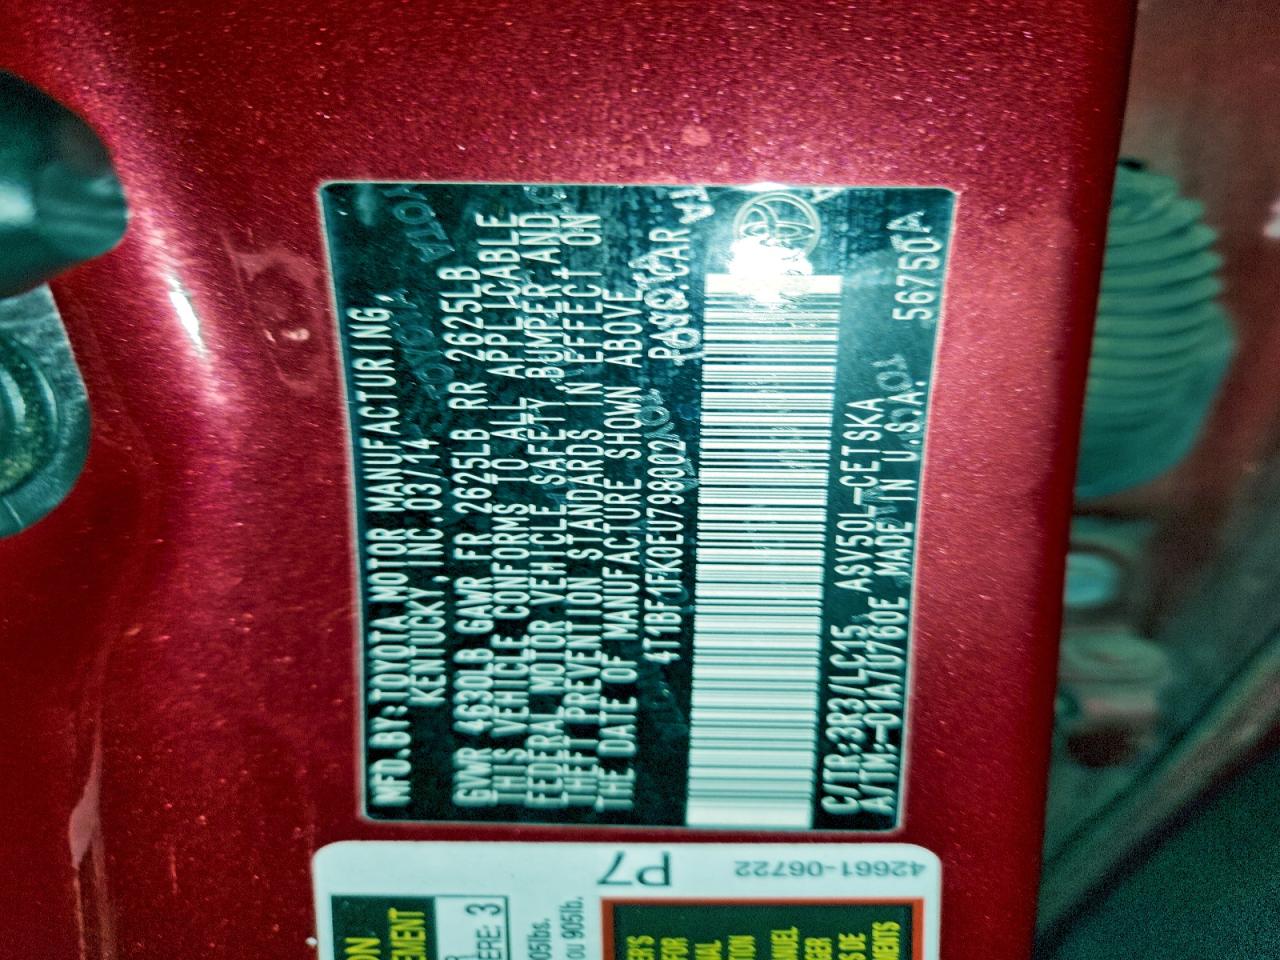 MFD.BY:TOYOTA MOTOR MANUFACTURING,
KENTUCKY, INC.03/14
GVWR 4630LB GAWR FR 2625LB RR 2625LB
THIS VEHICLE CONFORMS TO ALL APPLICABLE
FEDERAL MOTOR VEHICLE SAFETY, BUMPER, AND
THEFT PREVENTION STANDARDS IN EFFECT ON
THE DATE OF MANUFACTURE SHOWN ABOVE.
4T1BF1FK0EU798002 PASS.CAR
C/TR:3R3/LC15 ASV50L-CETSKA
A/TM:-01A/U760E MADE IN U.S.A. 56750A
P7
42661-06722
3